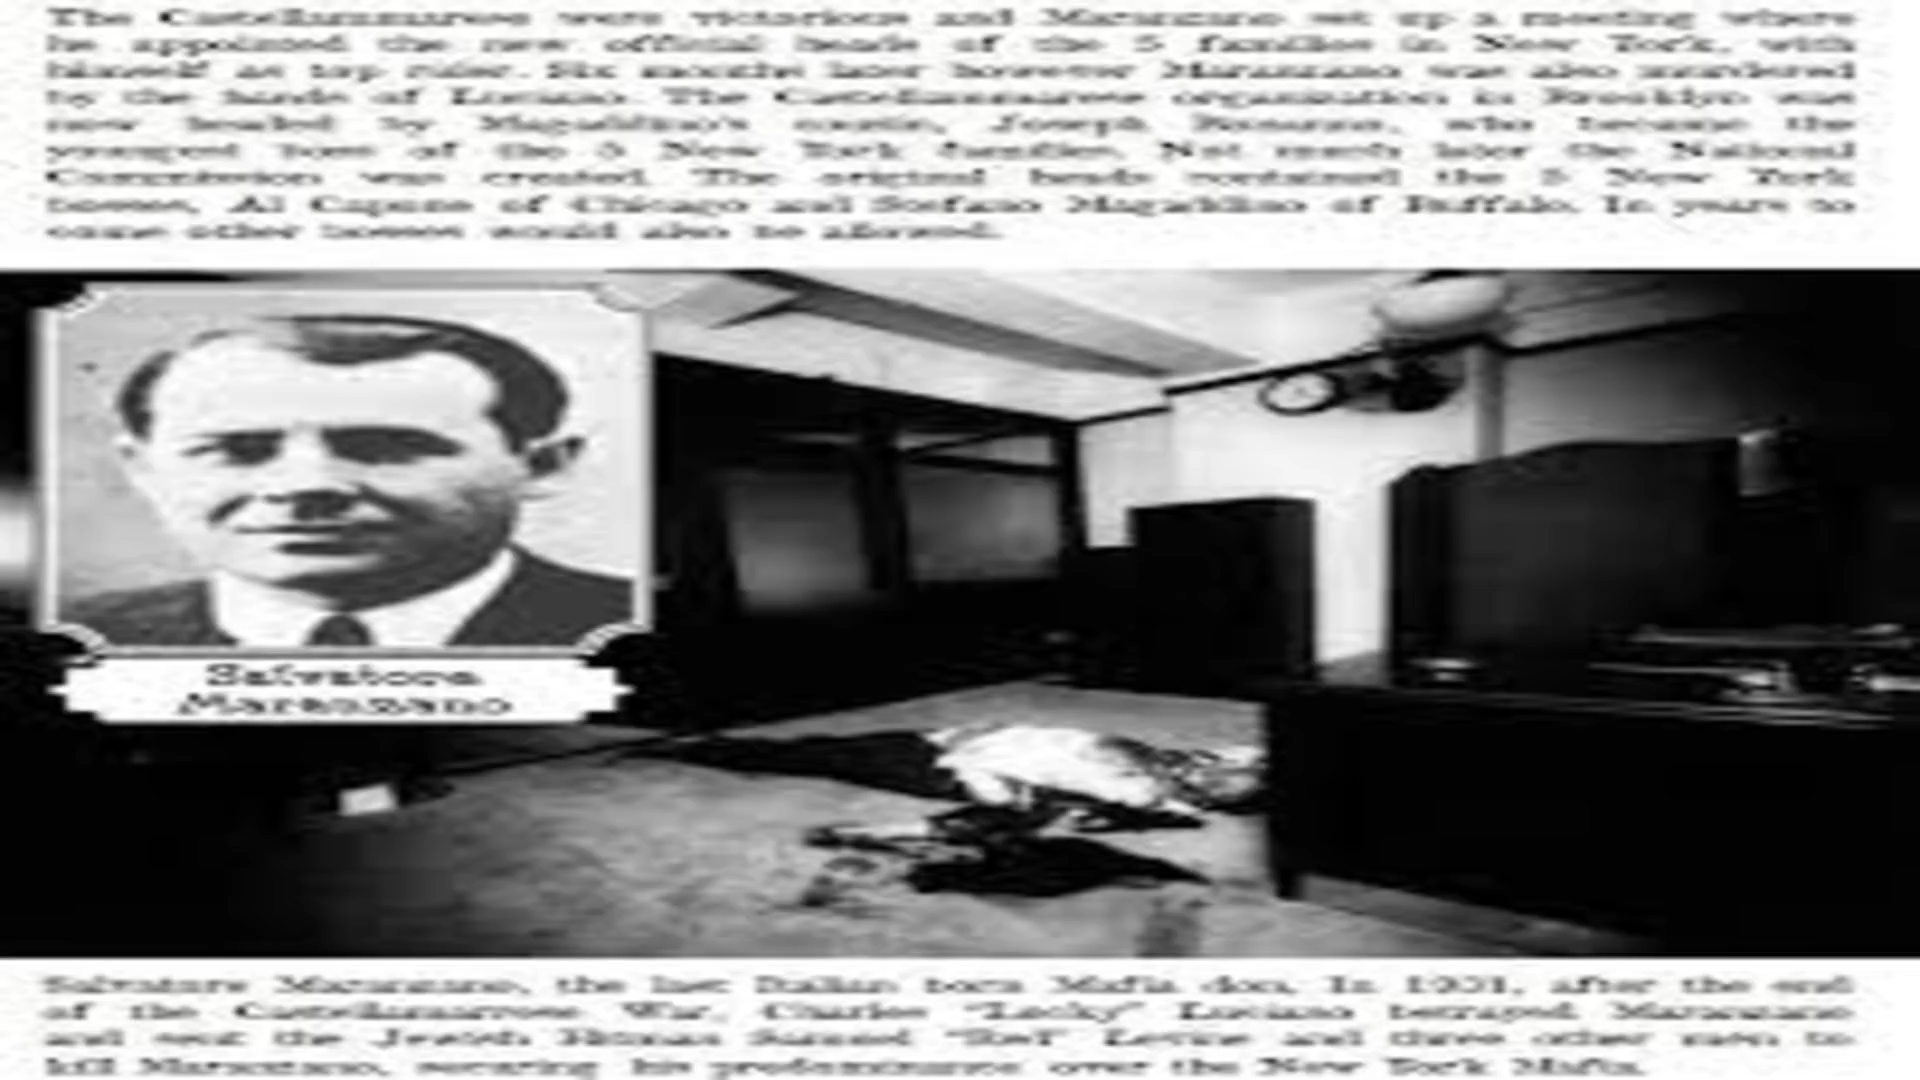 The Castellammarese were victorious and Maranzano set up a meeting where
he appointed the new official heads of the 5 families in New York, with
himself as top ruler. Six months later however Maranzano was also murdered
by the hands of Luciano. The Castellammarese organization in Brooklyn was
now headed by Magaddino's cousin, Joseph Bonanno, who became the
youngest boss of the 5 New York families. Not much later the National
Commission was created. The original heads contained the 5 New York
bosses, Al Capone of Chicago and Stefano Magaddino of Buffalo. In years to
come other bosses would also be allowed.
Salvatore
Maranzano
Salvatore Maranzano, the last Italian born Mafia don. In 1931, after the end
of the Castellammarese War, Charles "Lucky" Luciano betrayed Maranzano
and sent the Jewish Hitman Samuel "Red" Levine and three other men to
kill Maranzano, securing his predominance over the New York Mafia.